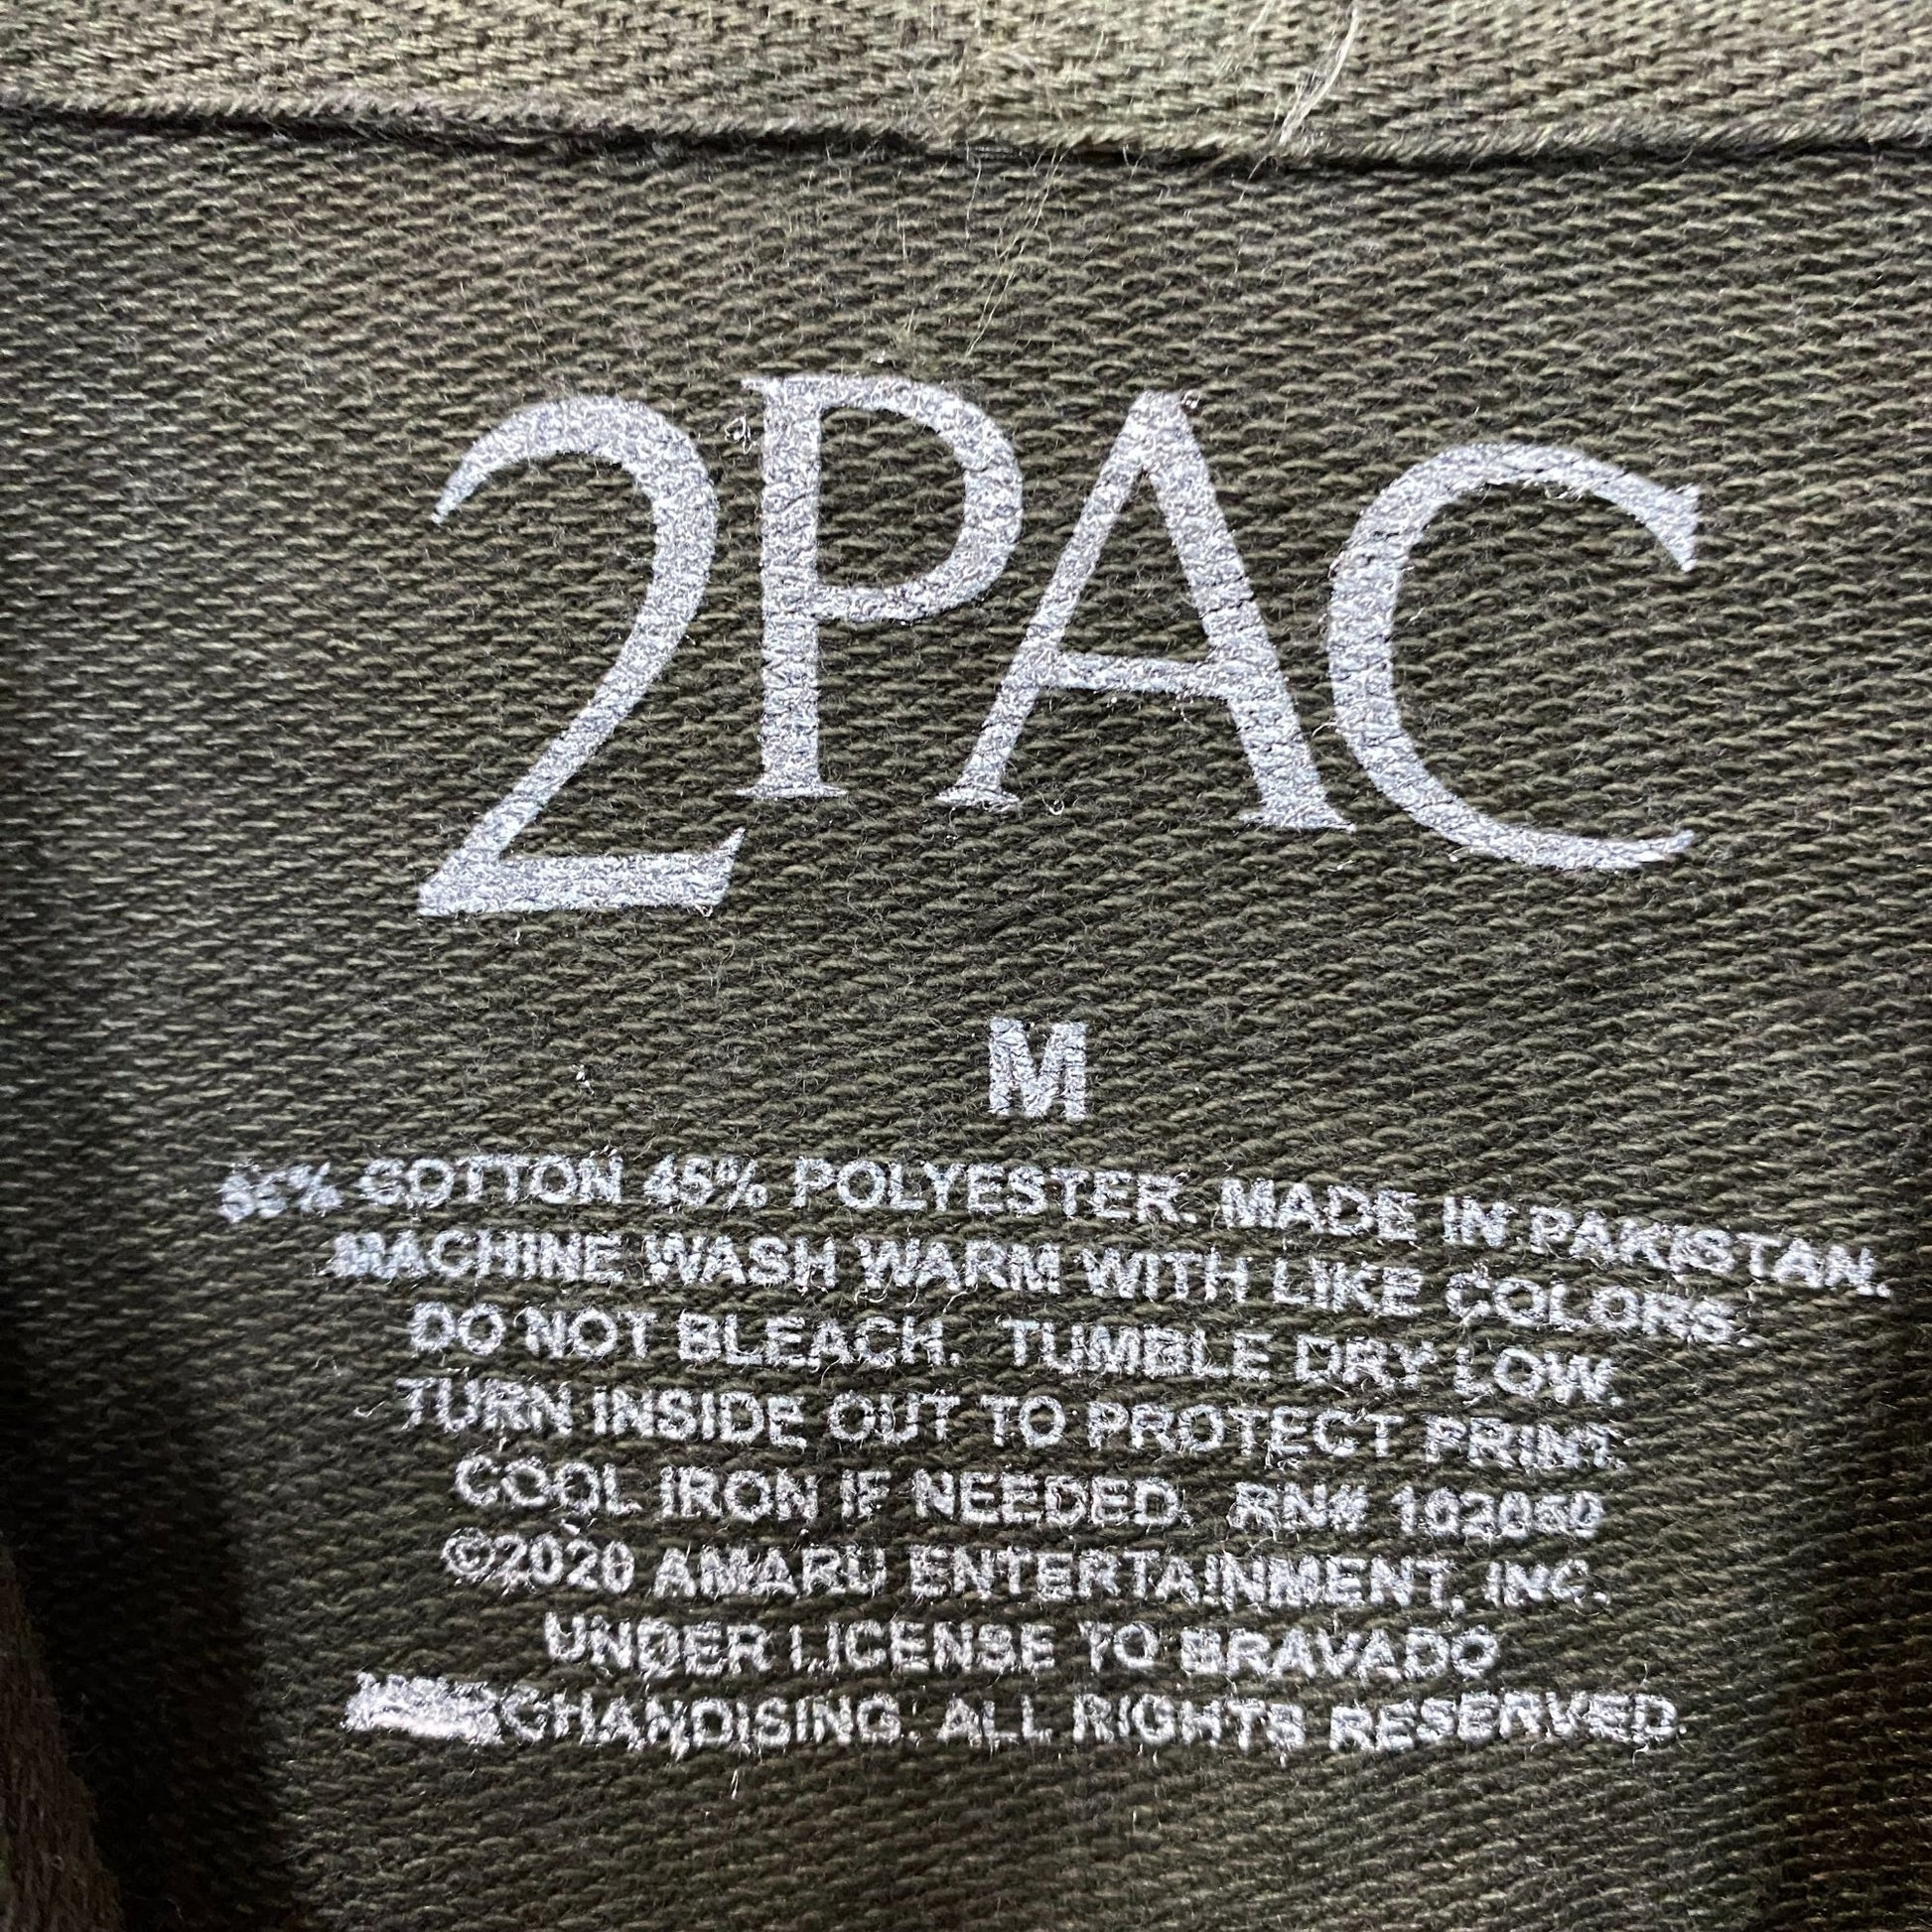 2PAC
M
55% COTTON 45% POLYESTER. MADE IN PAKISTAN.
MACHINE WASH WARM WITH LIKE COLORS.
DO NOT BLEACH. TUMBLE DRY LOW.
TURN INSIDE OUT TO PROTECT PRINT.
COOL IRON IF NEEDED. RN#
©2020 AMARU ENTERTAINMENT, INC.
UNDER LICENSE TO BRAVADO
MERCHANDISING. ALL RIGHTS RESERVED.